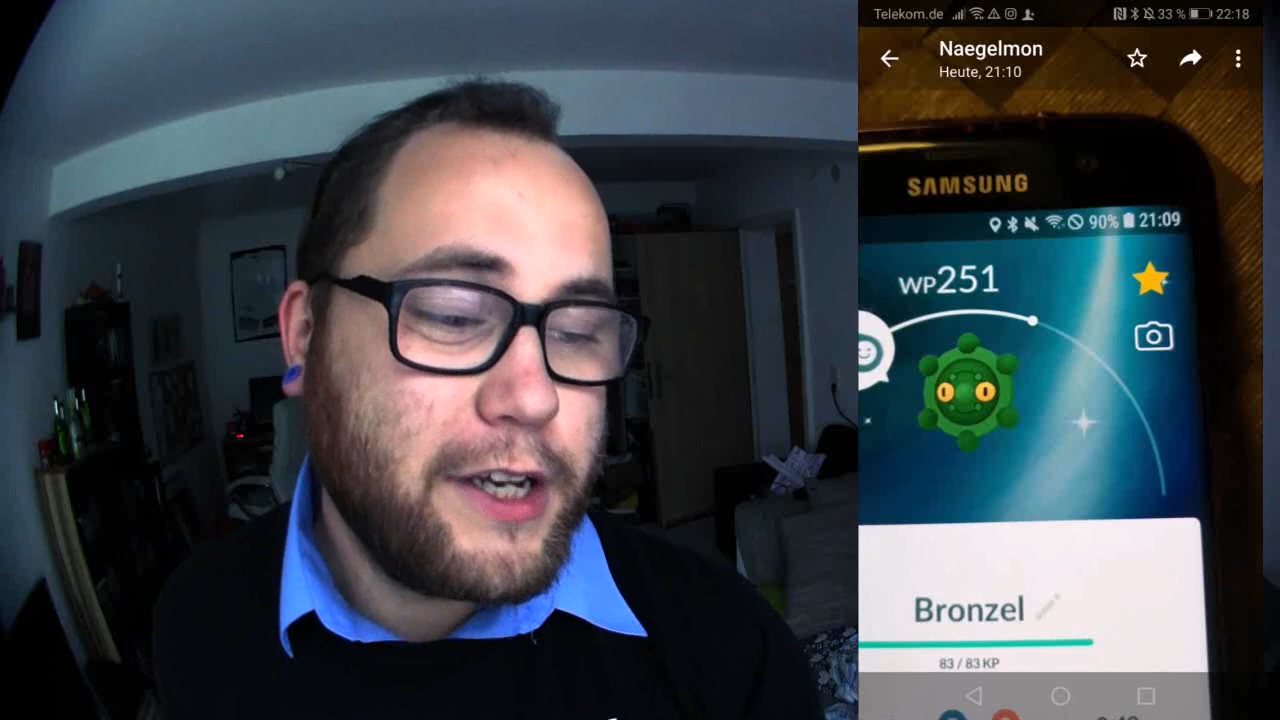 Telekom.de 33 % 22:18
Naegelmon
Heute, 21:10
SAMSUNG
90% 21:09
WP251
Bronzel
83 / 83 KP